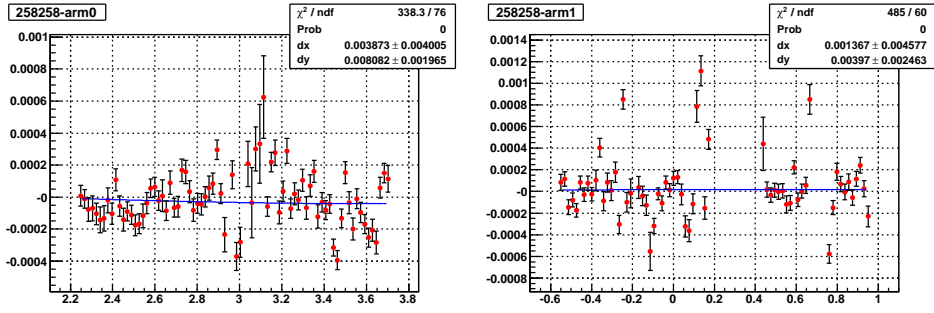 258258-arm0
χ² / ndf 338.3 / 76
Prob 0
dx 0.003873 ± 0.004005
dy 0.008082 ± 0.001965
0.001
0.0008
0.0006
0.0004
0.0002
-0
-0.0002
-0.0004
2.2 2.4 2.6 2.8 3 3.2 3.4 3.6 3.8
258258-arm1
χ² / ndf 485 / 60
Prob 0
dx 0.001367 ± 0.004577
dy 0.00397 ± 0.002463
0.0014
0.0012
0.001
0.0008
0.0006
0.0004
0.0002
-0
-0.0002
-0.0004
-0.0006
-0.0008
-0.6 -0.4 -0.2 0 0.2 0.4 0.6 0.8 1